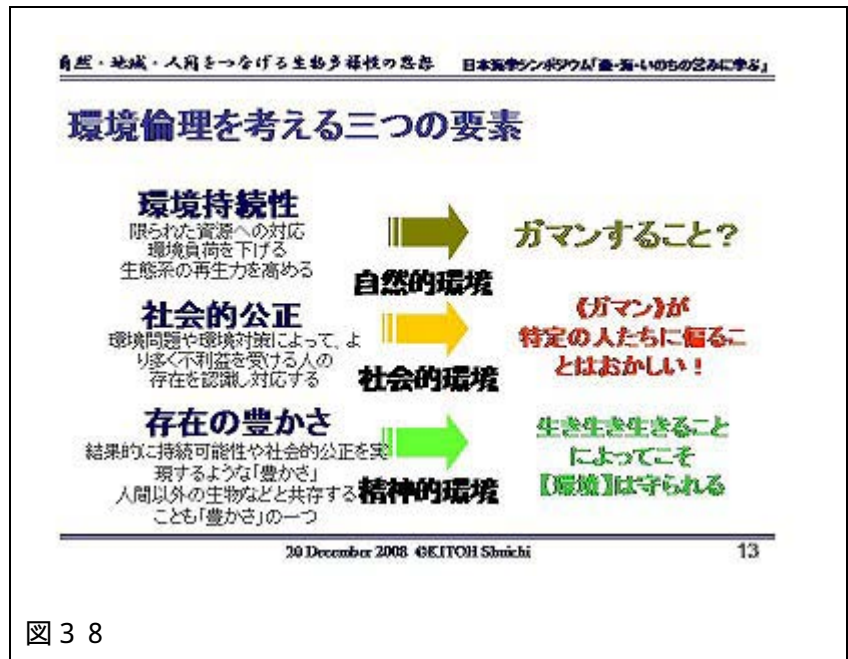 自然・地域・人間をつなげる生物多様性の思想
日本海学シンポジウム「森・海・いのちの営みに学ぶ」
環境倫理を考える三つの要素
環境持続性
限られた資源への対応
環境負荷を下げる
生態系の再生力を高める
自然的環境
ガマンすること？
社会的公正
環境問題や環境対策によって、よ
り多く不利益を受ける人の
存在を認識し対応する
社会的環境
《ガマン》が
特定の人たちに偏るこ
とはおかしい！
存在の豊かさ
結果的に持続可能性や社会的公正を実
現するような「豊かさ」
人間以外の生物などと共存する
ことも「豊かさ」の一つ
精神的環境
生き生き生きること
によってこそ
【環境】は守られる
20 December 2008 ©KITOH Shuichi
13
図３８